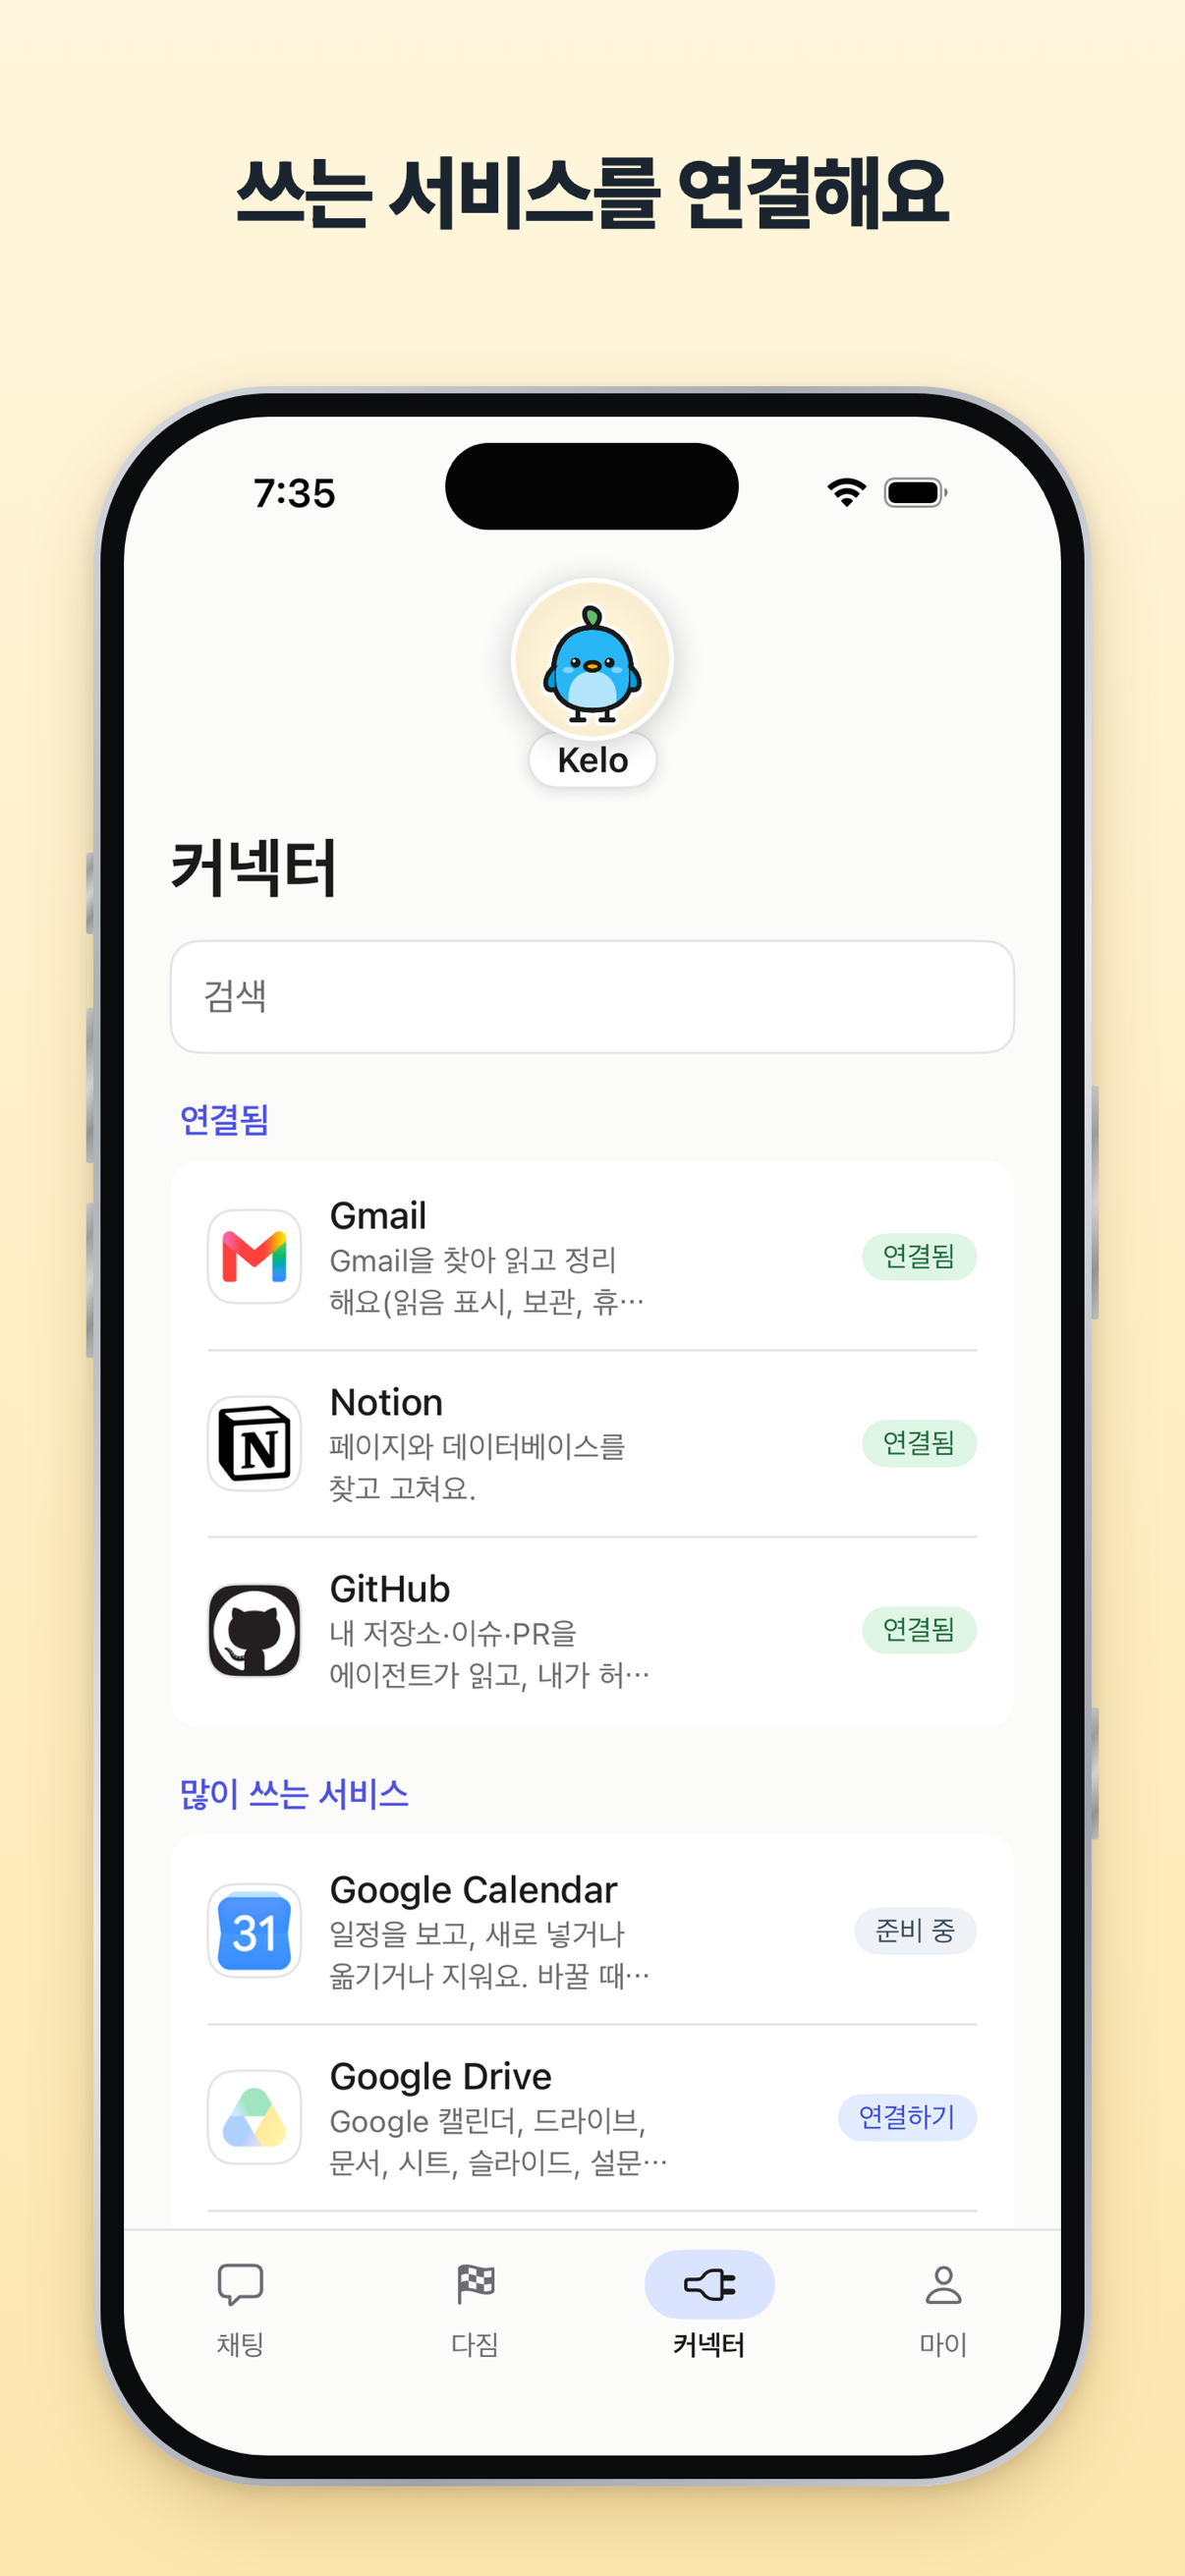 쓰는 서비스를 연결해요
7:35
Kelo
커넥터
검색
연결됨
Gmail
Gmail을 찾아 읽고 정리
해요(읽음 표시, 보관, 휴…
연결됨
Notion
페이지와 데이터베이스를
찾고 고쳐요.
연결됨
GitHub
내 저장소·이슈·PR을
에이전트가 읽고, 내가 허…
연결됨
많이 쓰는 서비스
31
Google Calendar
일정을 보고, 새로 넣거나
옮기거나 지워요. 바꿀 때…
준비 중
Google Drive
Google 캘린더, 드라이브,
문서, 시트, 슬라이드, 설문…
연결하기
채팅
다짐
커넥터
마이